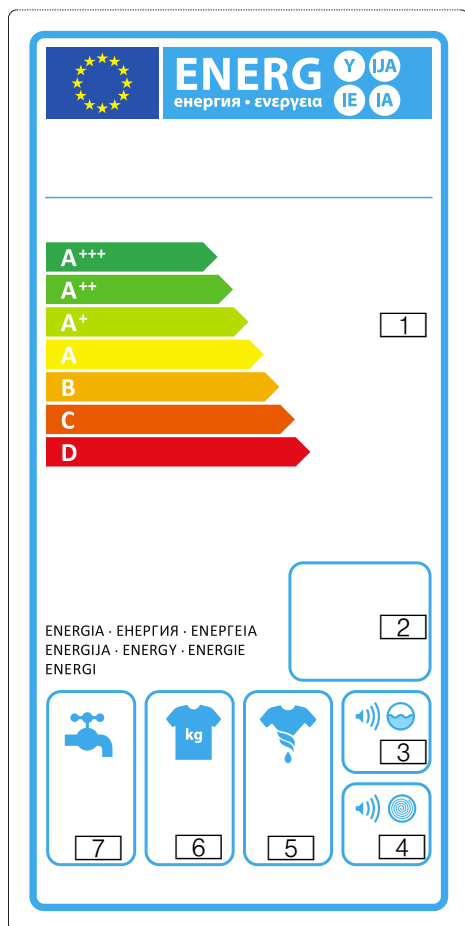 ENERG Y IJA
енергия · ενεργεια IE IA
A+++
A++
A+ 1
A
B
C
D
2
ENERGIA · ЕНЕРГИЯ · ΕΝΕΡΓΕΙΑ
ENERGIJA · ENERGY · ENERGIE
ENERGI
kg
3
7 6 5 4